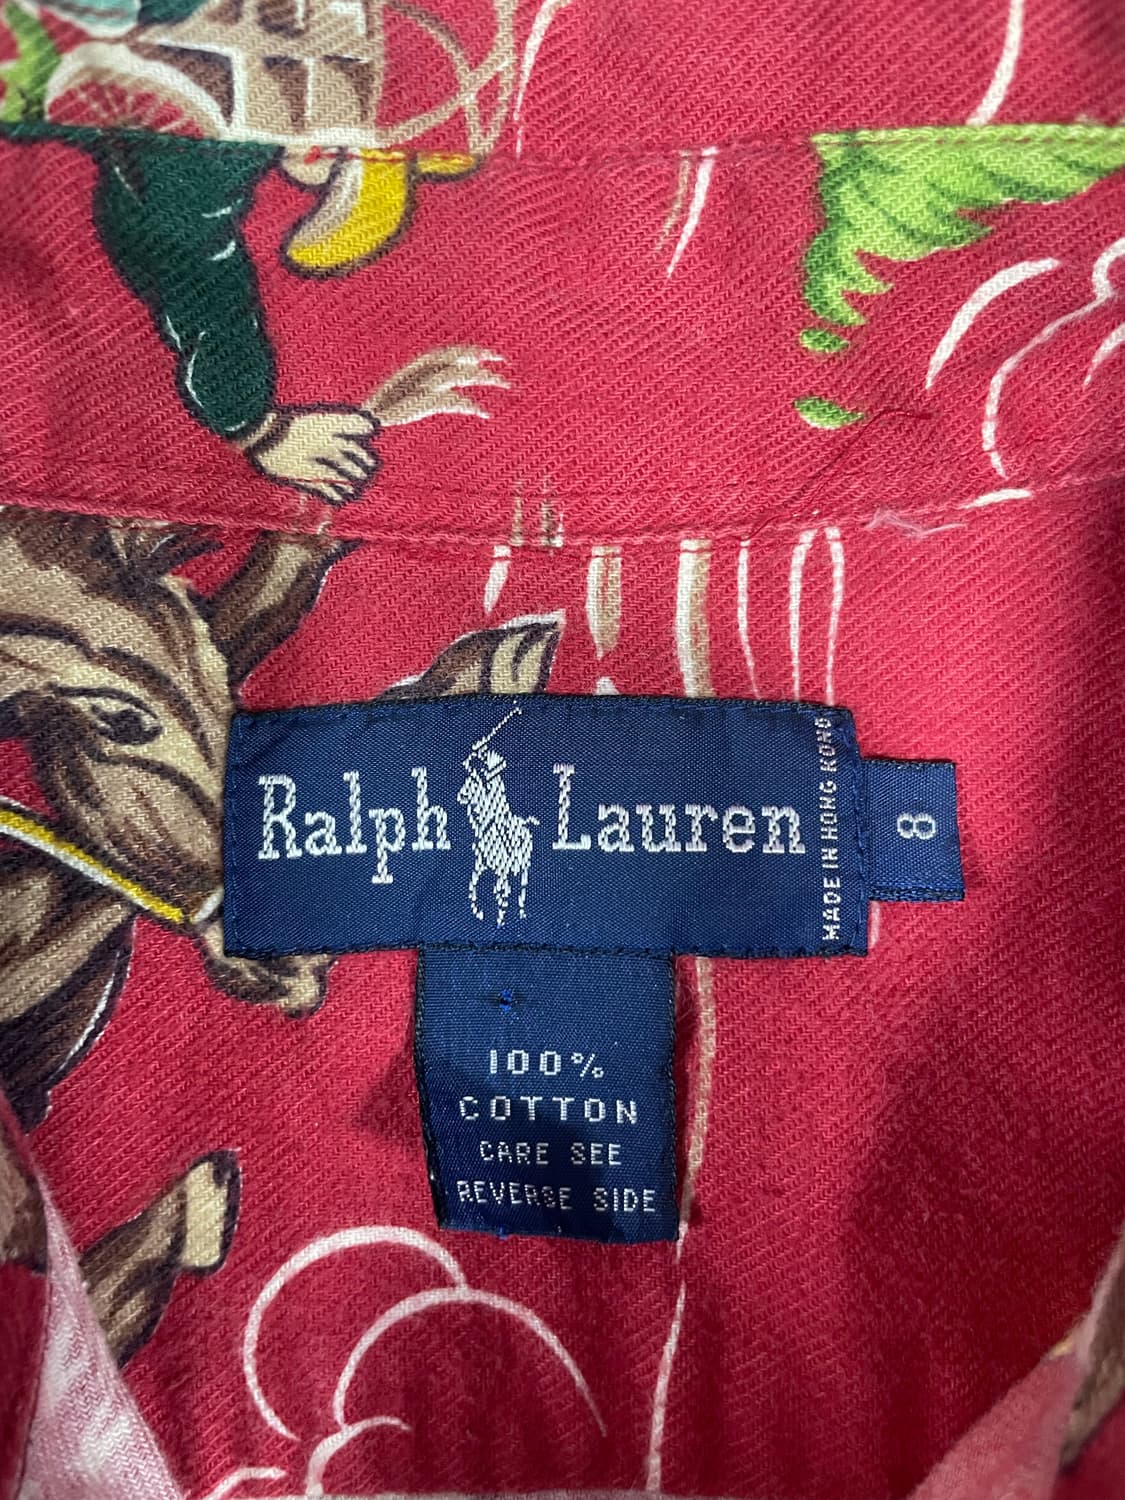 Ralph Lauren
MADE IN HONG KONG
8
100%
COTTON
CARE SEE
REVERSE SIDE